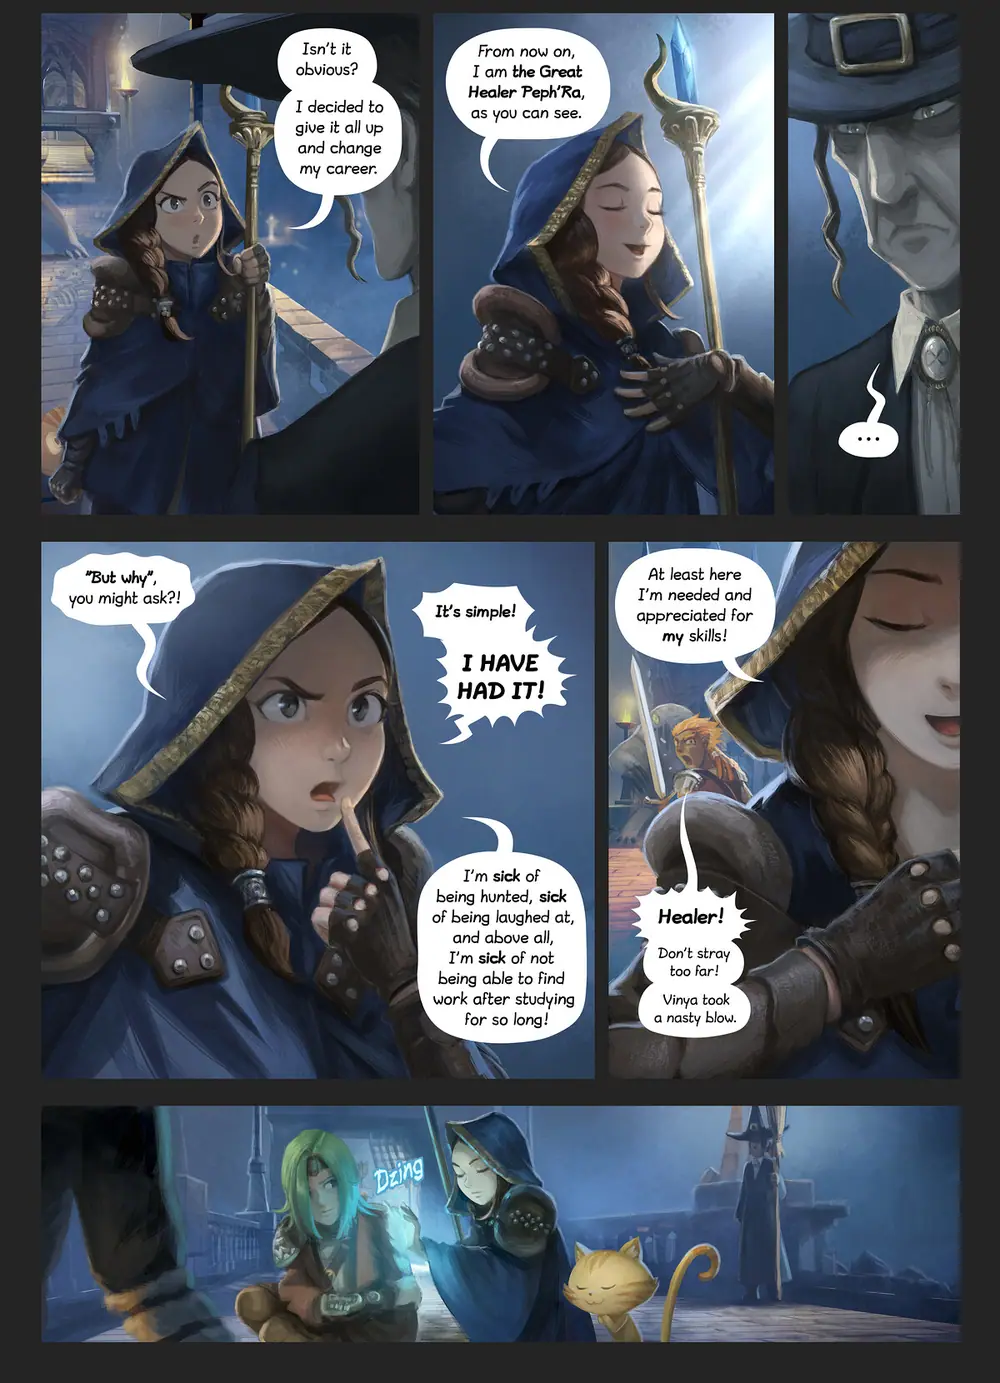 Isn't it
obvious?
I decided to
give it all up
and change
my career.
From now on,
I am the Great
Healer Peph'Ra,
as you can see.
...
"But why",
you might ask?!
It's simple!
I HAVE
HAD IT!
I'm sick of
being hunted, sick
of being laughed at,
and above all,
I'm sick of not
being able to find
work after studying
for so long!
At least here
I'm needed and
appreciated for
my skills!
Healer!
Don't stray
too far!
Vinya took
a nasty blow.
Dzing